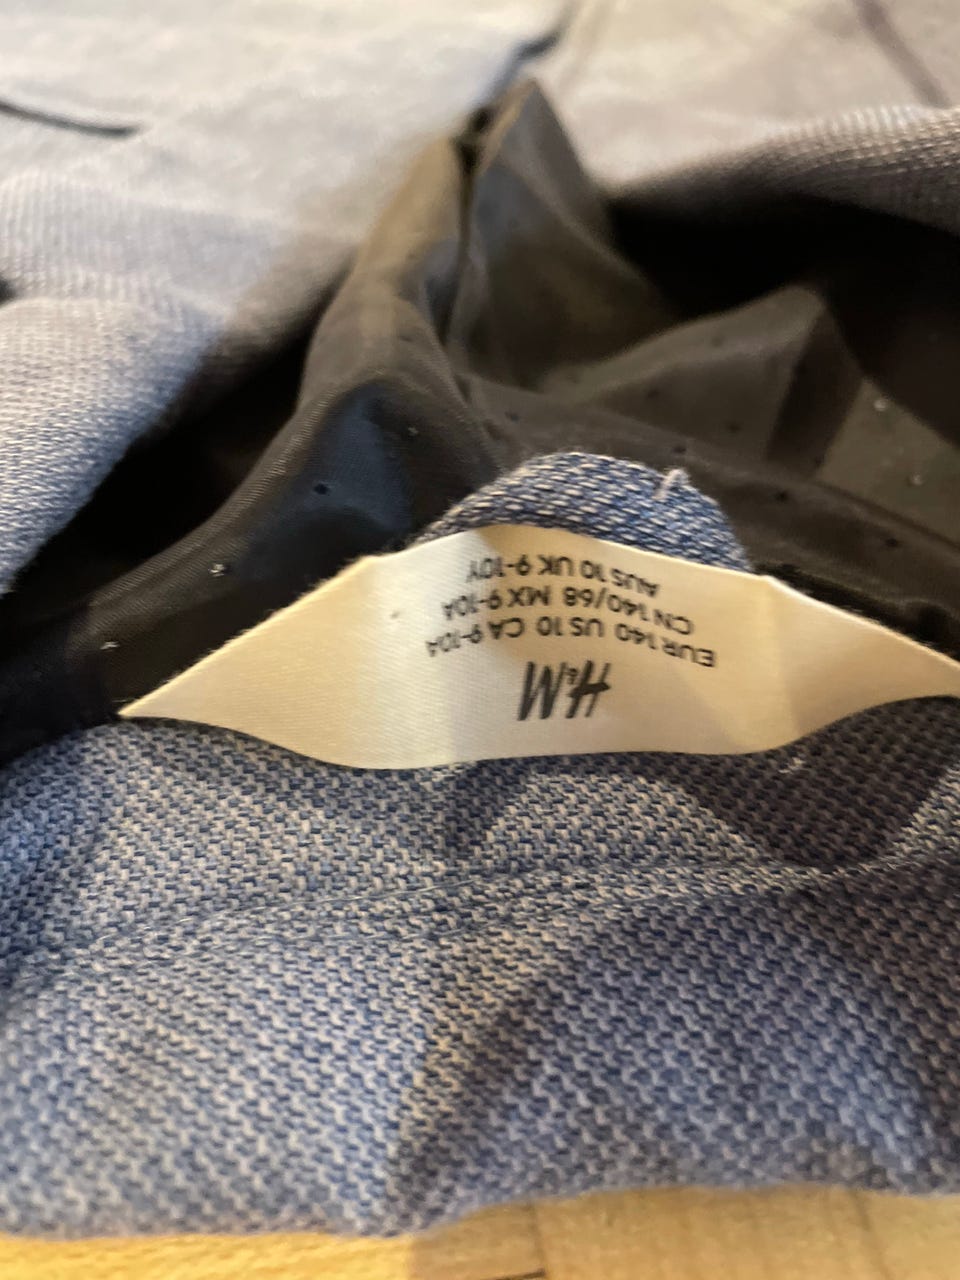 H&M
EUR 140 US 10 CA 9-10A
CN 140/68 MX 9-10A
AUS 10 UK 9-10Y